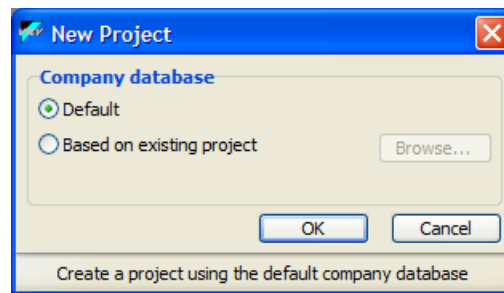 New Project
Company database
Default
Based on existing project
Browse...
OK
Cancel
Create a project using the default company database